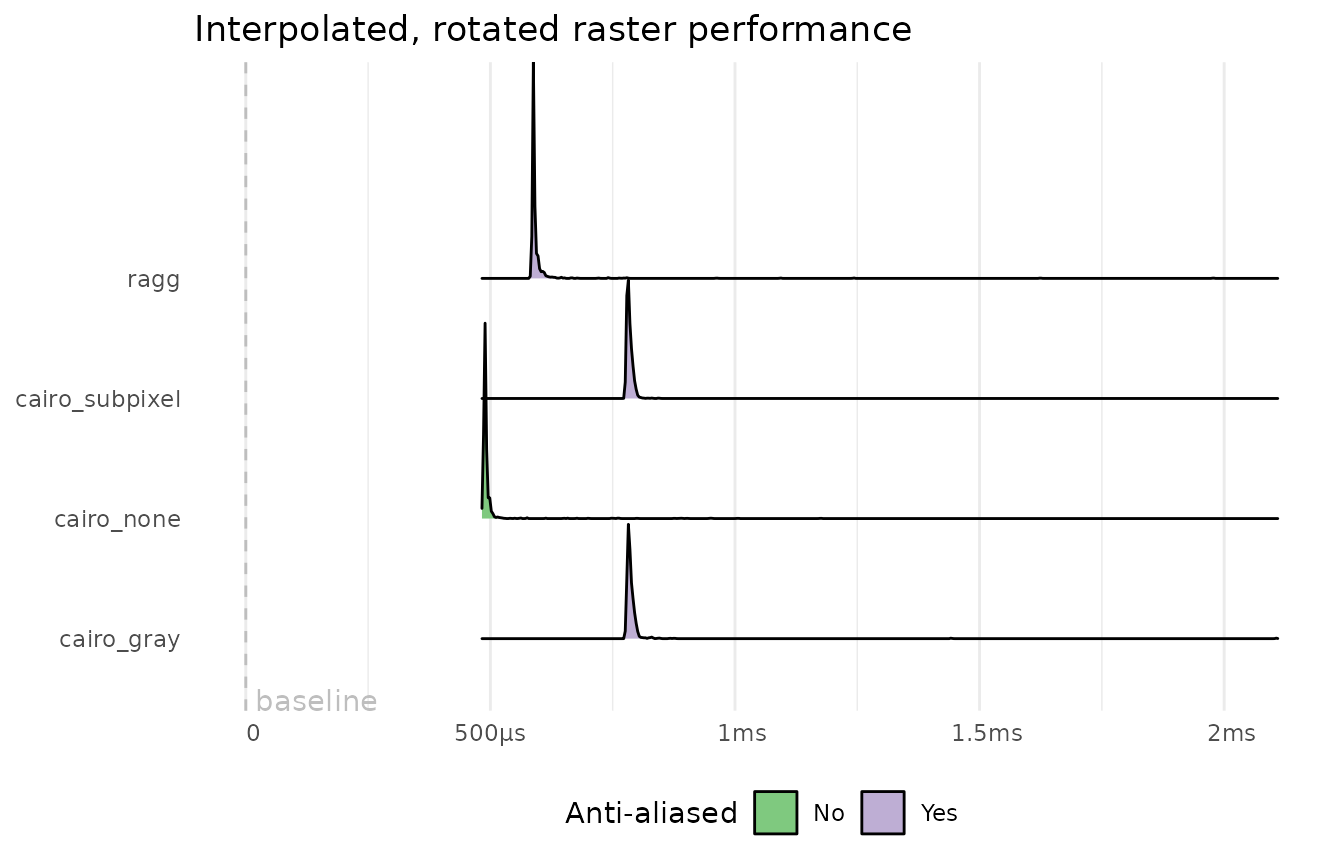 Interpolated, rotated raster performance
ragg
cairo_subpixel
cairo_none
cairo_gray
baseline
0 500µs 1ms 1.5ms 2ms
Anti-aliased No Yes